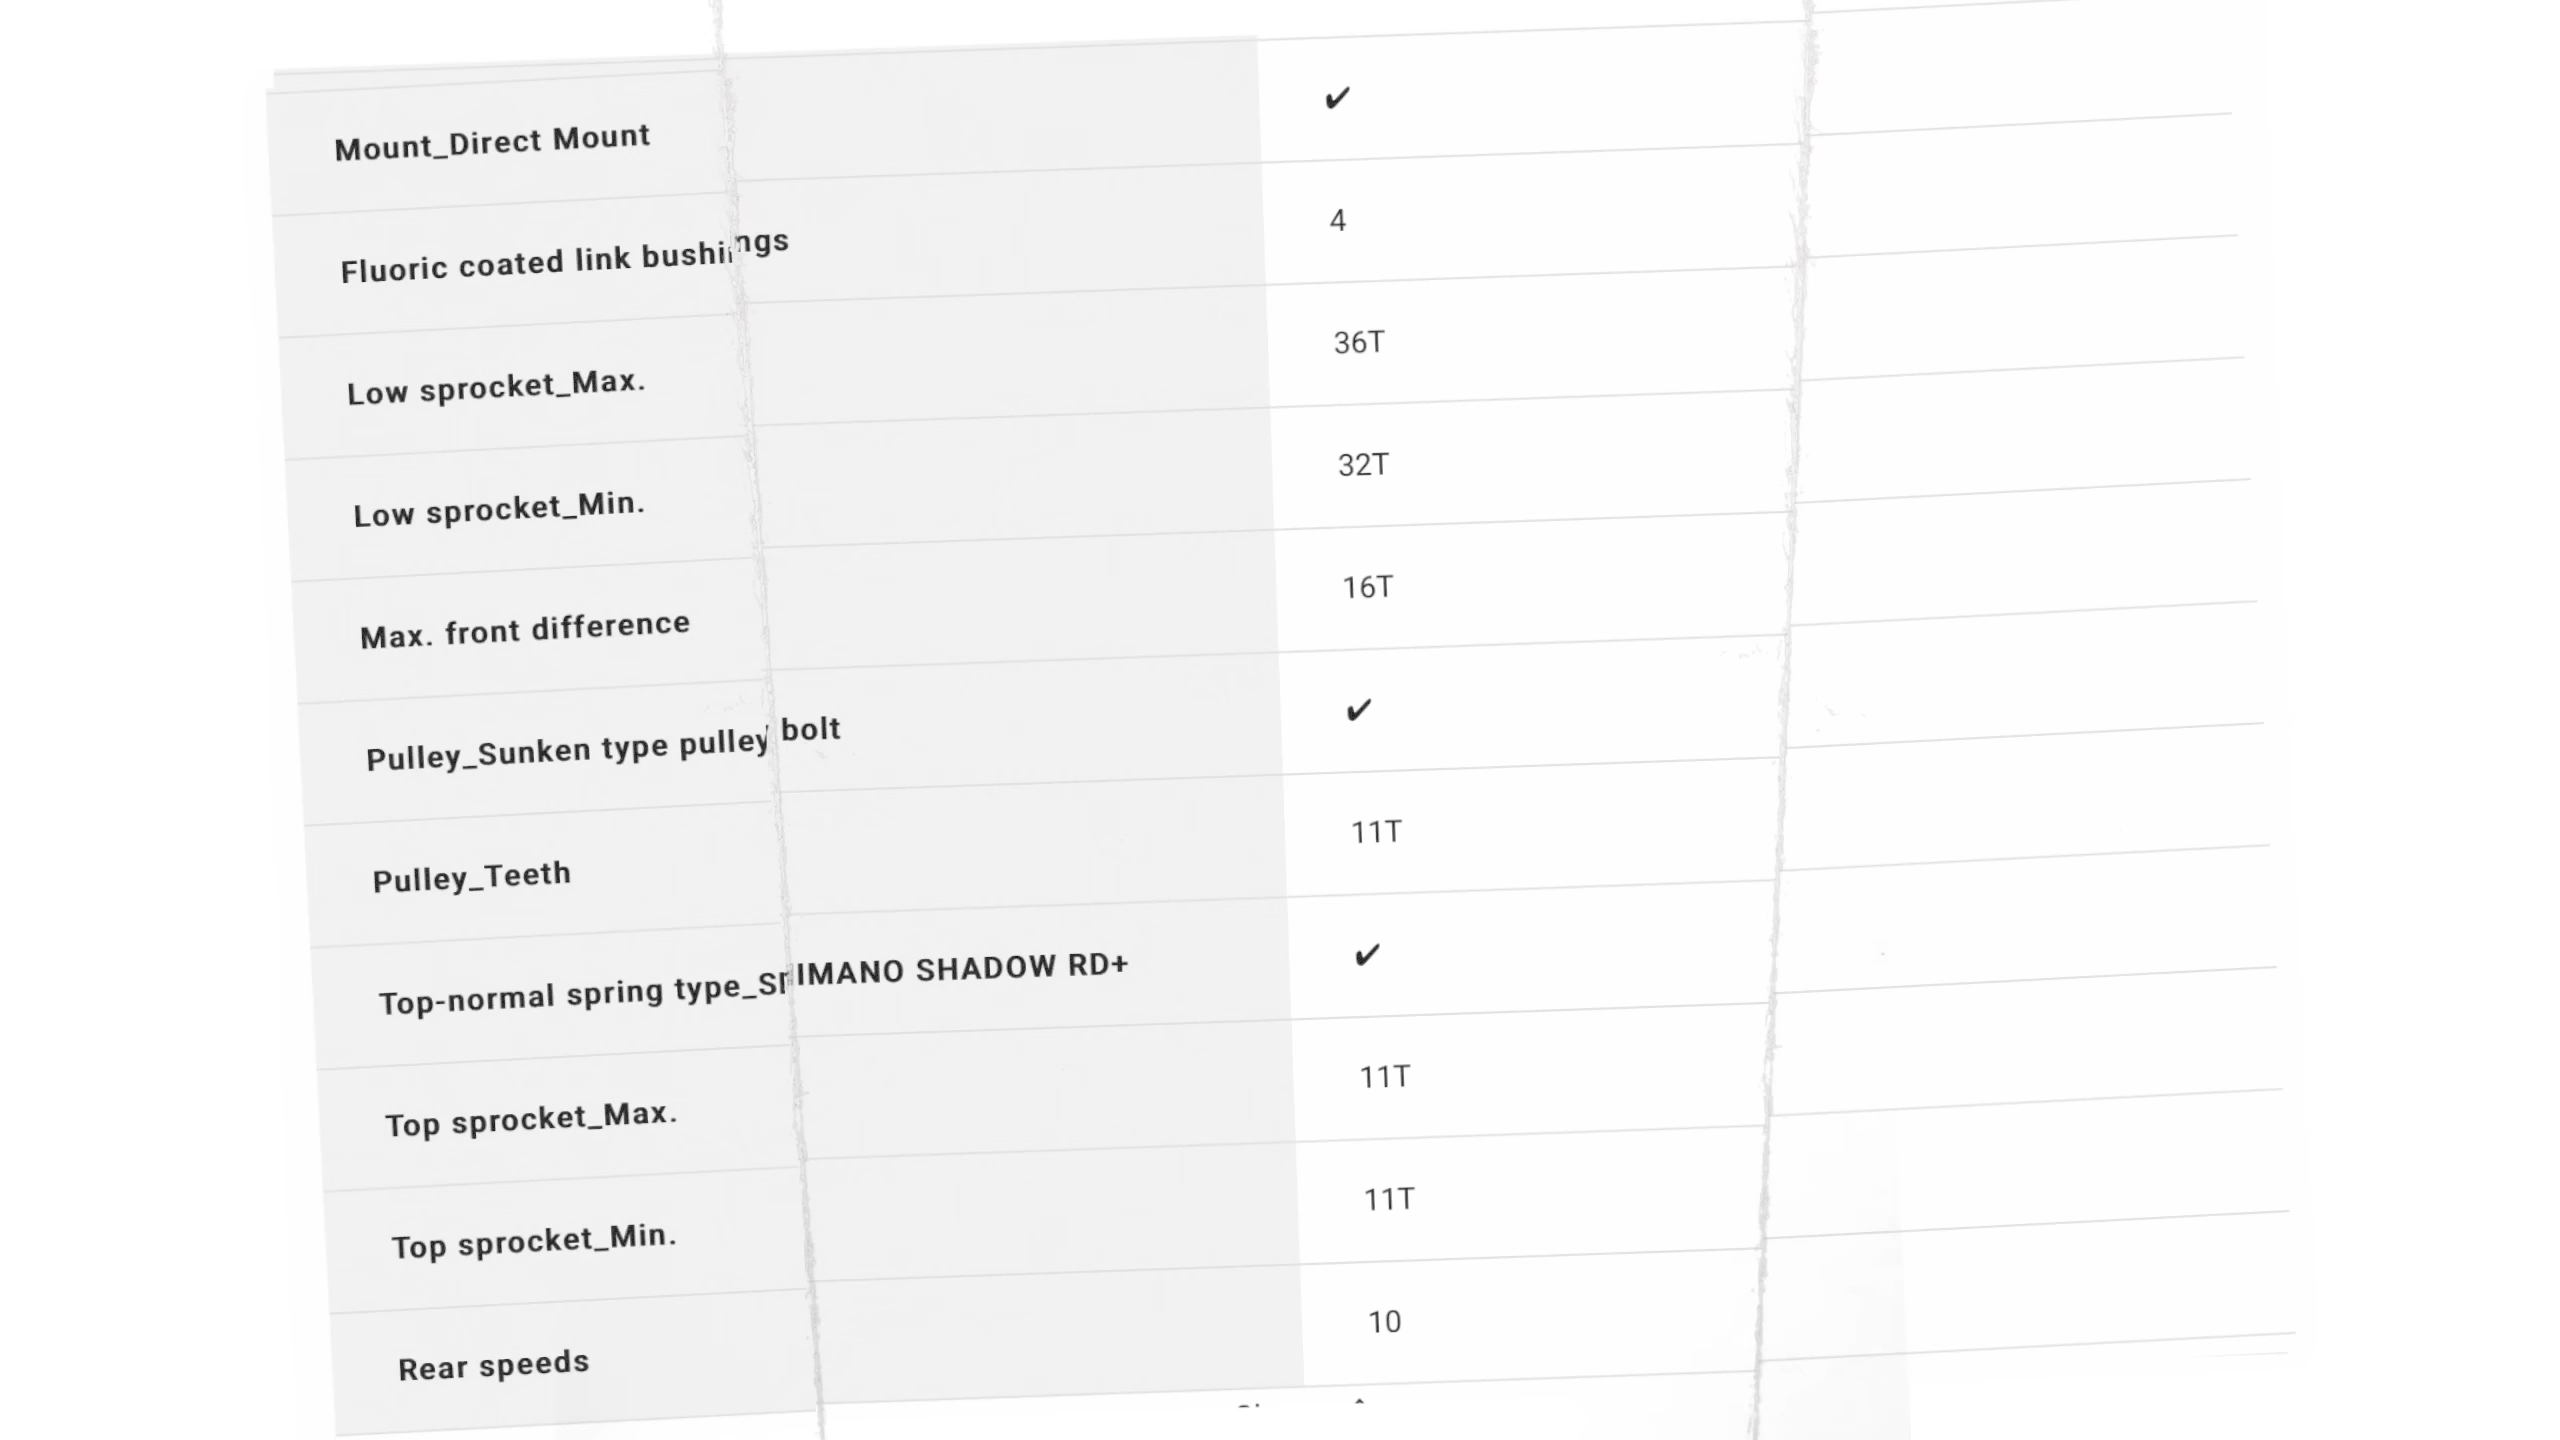 Mount_Direct Mount ✔
Fluoric coated link bushings 4
Low sprocket_Max. 36T
Low sprocket_Min. 32T
Max. front difference 16T
Pulley_Sunken type pulley bolt ✔
Pulley_Teeth 11T
Top-normal spring type_SHIMANO SHADOW RD+ ✔
Top sprocket_Max. 11T
Top sprocket_Min. 11T
Rear speeds 10